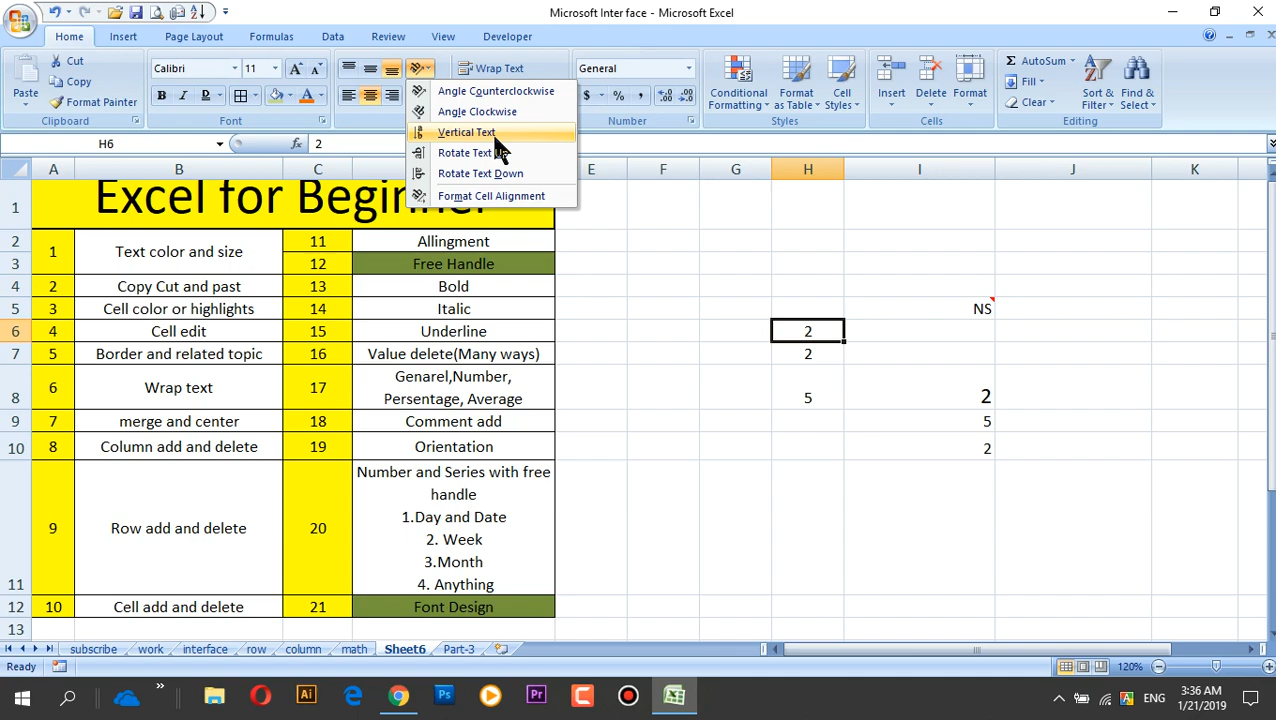 Microsoft Interface - Microsoft Excel
Home Insert Page Layout Formulas Data Review View Developer
Paste
Cut
Copy
Format Painter
Clipboard
Calibri 11
B I U
Font
Wrap Text
Angle Counterclockwise
Angle Clockwise
Vertical Text
Rotate Text
Rotate Text Down
Format Cell Alignment
General
$ % ,
Number
Conditional Formatting
Format as Table
Cell Styles
Styles
Insert
Delete
Format
Cells
AutoSum
Fill
Clear
Sort & Filter
Find & Select
Editing
H6 fx 2
A B C E F G H I J K
1 Excel for Beginner
2 1 Text color and size 11 Allingment
3 12 Free Handle
4 2 Copy Cut and past 13 Bold
5 3 Cell color or highlights 14 Italic NS
6 4 Cell edit 15 Underline 2
7 5 Border and related topic 16 Value delete(Many ways) 2
8 6 Wrap text 17 Genarel,Number,
Persentage, Average 5 2
9 7 merge and center 18 Comment add 5
10 8 Column add and delete 19 Orientation 2
11 9 Row add and delete 20 Number and Series with free
handle
1.Day and Date
2. Week
3.Month
4. Anything
12 10 Cell add and delete 21 Font Design
13
subscribe work interface row column math Sheet6 Part-3
Ready 120%
Ai Ps Pr
ENG
3:36 AM
1/21/2019